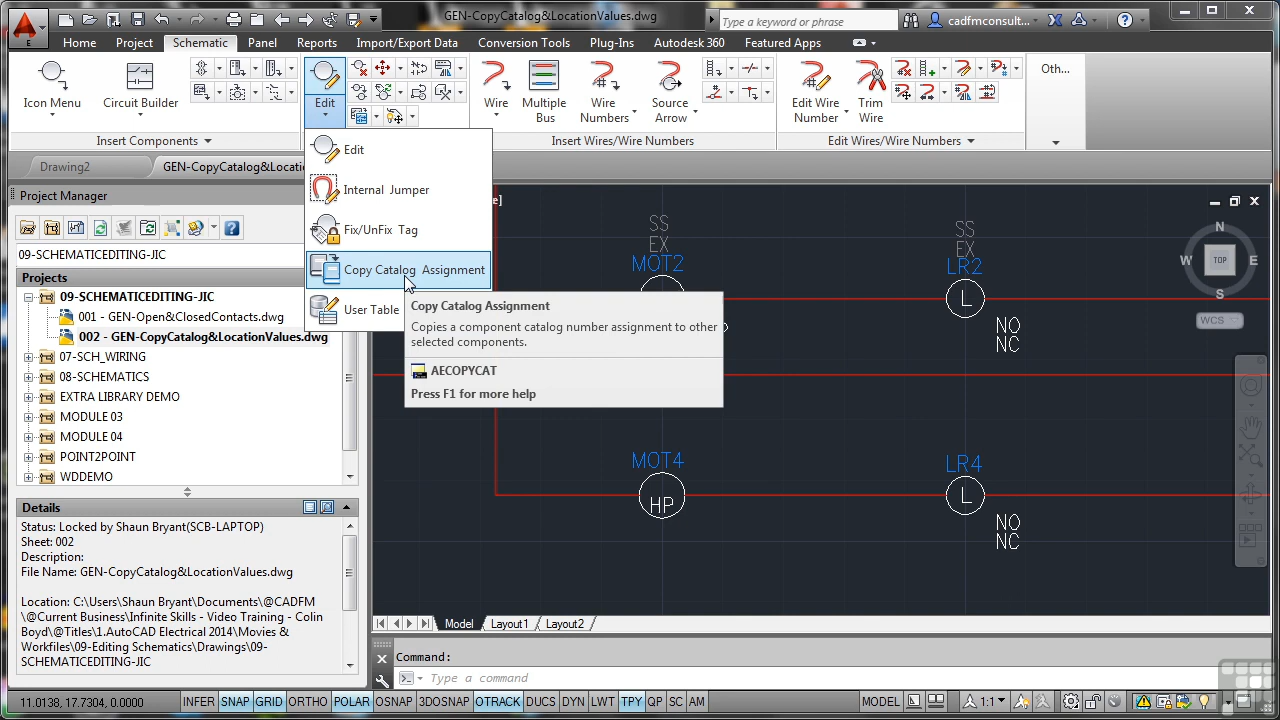 GEN-CopyCatalog&LocationValues.dwg
Type a keyword or phrase
cadfmconsult...
E
Home Project Schematic Panel Reports Import/Export Data Conversion Tools Plug-Ins Autodesk 360 Featured Apps
Icon Menu
Circuit Builder
Edit
Wire
Multiple Bus
Wire Numbers
Source Arrow
Edit Wire Number
Trim Wire
Oth...
Insert Components
Insert Wires/Wire Numbers
Edit Wires/Wire Numbers
Drawing2
GEN-CopyCatalog&Locatio
Edit
Internal Jumper
Fix/UnFix Tag
Copy Catalog Assignment
User Table
Copy Catalog Assignment
Copies a component catalog number assignment to other
selected components.
AECOPYCAT
Press F1 for more help
Project Manager
09-SCHEMATICEDITING-JIC
Projects
09-SCHEMATICEDITING-JIC
001 - GEN-Open&ClosedContacts.dwg
002 - GEN-CopyCatalog&LocationValues.dwg
07-SCH_WIRING
08-SCHEMATICS
EXTRA LIBRARY DEMO
MODULE 03
MODULE 04
POINT2POINT
WDDEMO
Details
Status: Locked by Shaun Bryant(SCB-LAPTOP)
Sheet: 002
Description:
File Name: GEN-CopyCatalog&LocationValues.dwg
Location: C:\Users\Shaun Bryant\Documents\@CADFM
\@Current Business\Infinite Skills - Video Training - Colin
Boyd\@Titles\1.AutoCAD Electrical 2014\Movies &
Workfiles\09-Editing Schematics\Drawings\09-
SCHEMATICEDITING-JIC
e]
SS
EX
MOT2
SS
EX
LR2
L
NO
NC
MOT4
HP
LR4
L
NO
NC
N
W TOP E
S
WCS
Model Layout1 Layout2
Command:
Type a command
11.0138, 17.7304, 0.0000 INFER SNAP GRID ORTHO POLAR OSNAP 3DOSNAP OTRACK DUCS DYN LWT TPY QP SC AM MODEL 1:1